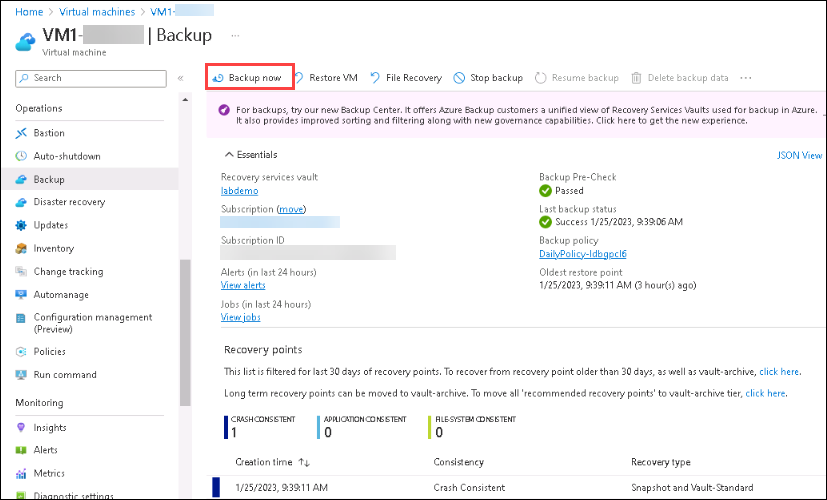 Home > Virtual machines > VM1-
VM1- | Backup ...
Virtual machine
Search «
Backup now Restore VM File Recovery Stop backup Resume backup Delete backup data ...
Operations
Bastion
Auto-shutdown
Backup
Disaster recovery
Updates
Inventory
Change tracking
Automanage
Configuration management
(Preview)
Policies
Run command
Monitoring
Insights
Alerts
Metrics
Diagnostic settings
For backups, try our new Backup Center. It offers Azure Backup customers a unified view of Recovery Services Vaults used for backup in Azure.
It also provides improved sorting and filtering along with new governance capabilities. Click here to get the new experience.
Essentials JSON View
Recovery services vault
labdemo
Subscription (move)
Subscription ID
Alerts (in last 24 hours)
View alerts
Jobs (in last 24 hours)
View jobs
Backup Pre-Check
Passed
Last backup status
Success 1/25/2023, 9:39:06 AM
Backup policy
DailyPolicy-ldbgpcl6
Oldest restore point
1/25/2023, 9:39:11 AM (3 hour(s) ago)
Recovery points
This list is filtered for last 30 days of recovery points. To recover from recovery point older than 30 days, as well as vault-archive, click here.
Long term recovery points can be moved to vault-archive. To move all 'recommended recovery points' to vault-archive tier, click here.
CRASH CONSISTENT APPLICATION CONSISTENT FILE-SYSTEM CONSISTENT
1 0 0
Creation time ↑↓ Consistency Recovery type
1/25/2023, 9:39:11 AM Crash Consistent Snapshot and Vault-Standard